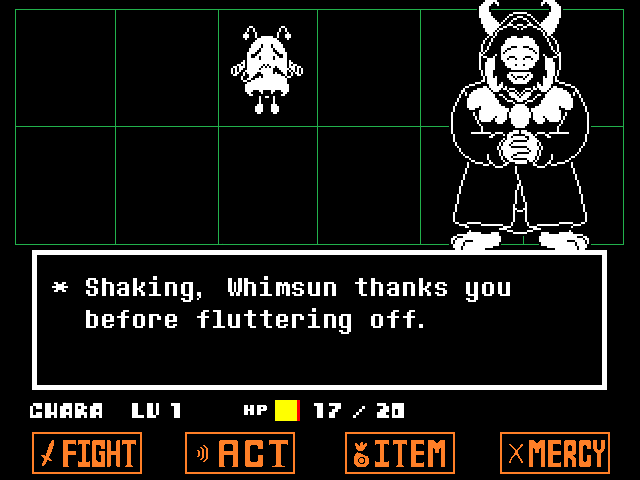 * Shaking, Whimsun thanks you
before fluttering off.
CHARA LV 1 HP 17 / 20
FIGHT ACT ITEM MERCY